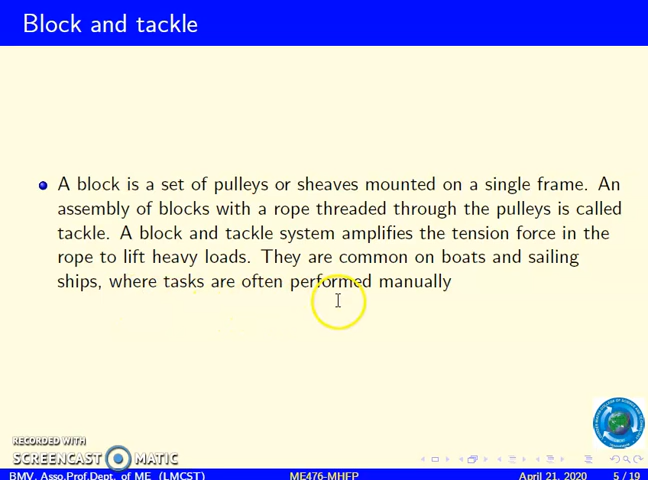 Block and tackle
A block is a set of pulleys or sheaves mounted on a single frame. An
assembly of blocks with a rope threaded through the pulleys is called
tackle. A block and tackle system amplifies the tension force in the
rope to lift heavy loads. They are common on boats and sailing
ships, where tasks are often performed manually
RECORDED WITH
SCREENCAST MATIC
BMV, Asso.Prof.Dept. of ME (LMCST) ME476-MHFP April 21, 2020 5 / 19